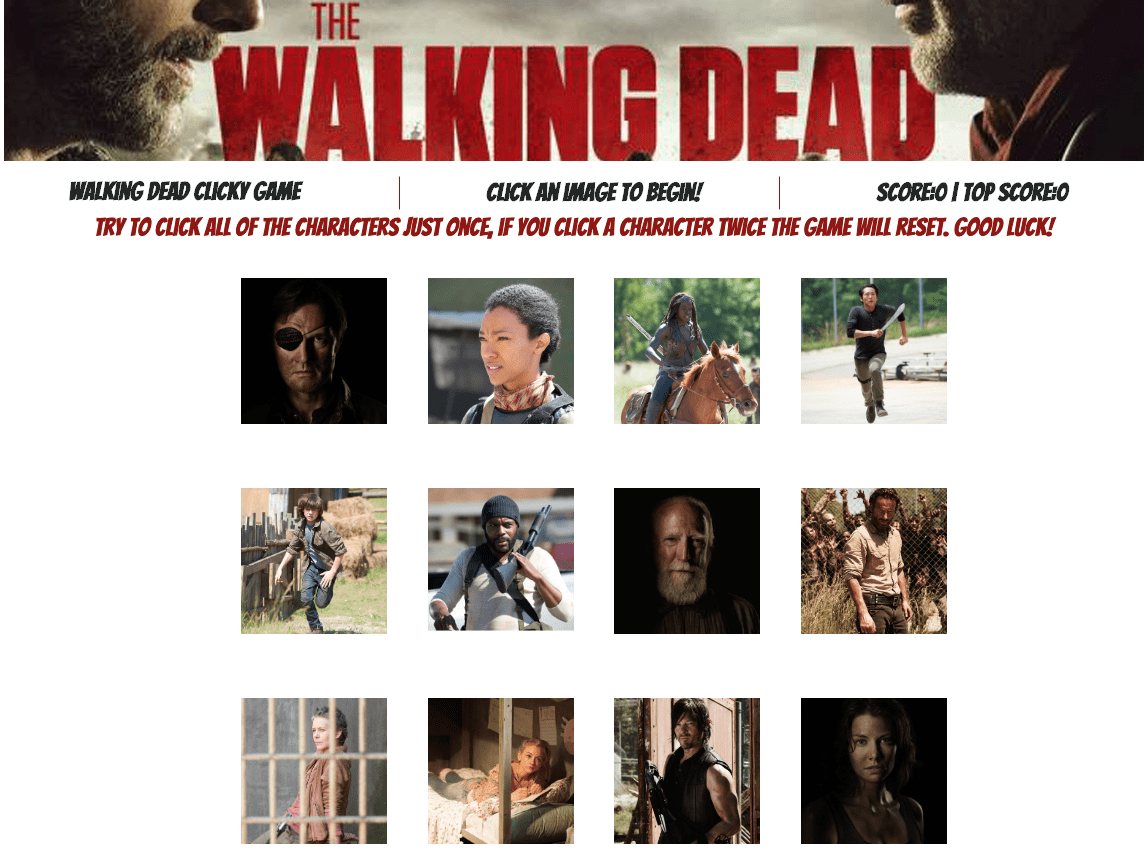 THE
WALKING DEAD
WALKING DEAD CLICKY GAME
CLICK AN IMAGE TO BEGIN!
SCORE:0 | TOP SCORE:0
TRY TO CLICK ALL OF THE CHARACTERS JUST ONCE, IF YOU CLICK A CHARACTER TWICE THE GAME WILL RESET. GOOD LUCK!